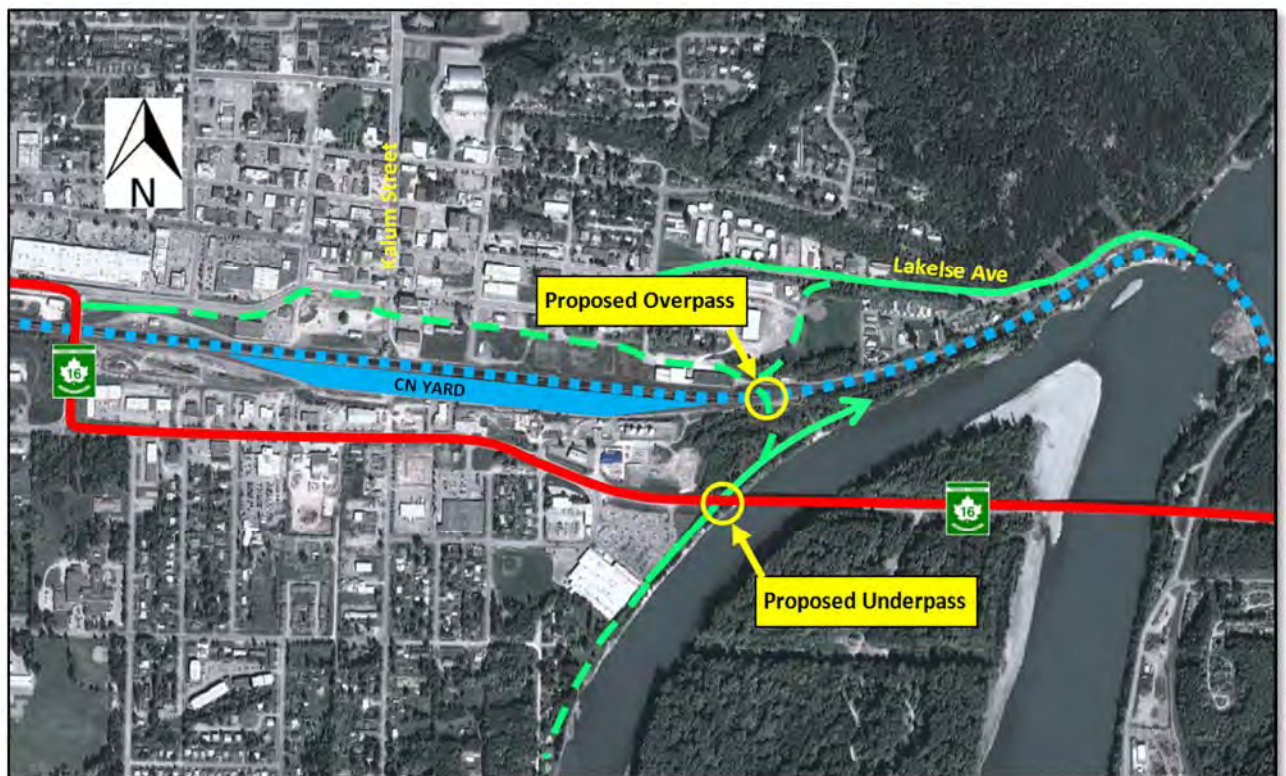 N
Kalum Street
Lakelse Ave
Proposed Overpass
16
CN YARD
16
Proposed Underpass